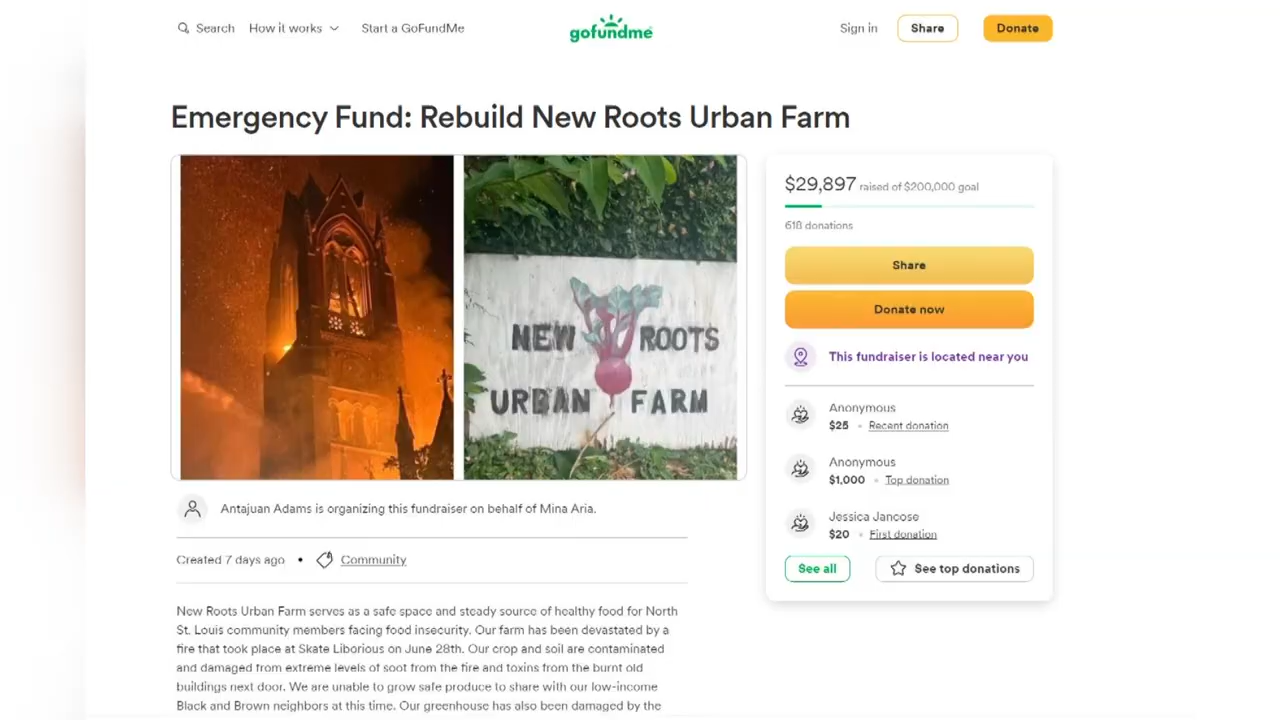 Search How it works Start a GoFundMe gofundme Sign in Share Donate
Emergency Fund: Rebuild New Roots Urban Farm
NEW ROOTS
URBAN FARM
$29,897 raised of $200,000 goal
618 donations
Share
Donate now
This fundraiser is located near you
Anonymous
$25 • Recent donation
Anonymous
$1,000 • Top donation
Jessica Jancose
$20 • First donation
See all See top donations
Antajuan Adams is organizing this fundraiser on behalf of Mina Aria.
Created 7 days ago • Community
New Roots Urban Farm serves as a safe space and steady source of healthy food for North
St. Louis community members facing food insecurity. Our farm has been devastated by a
fire that took place at Skate Liborious on June 28th. Our crop and soil are contaminated
and damaged from extreme levels of soot from the fire and toxins from the burnt old
buildings next door. We are unable to grow safe produce to share with our low-income
Black and Brown neighbors at this time. Our greenhouse has also been damaged by the